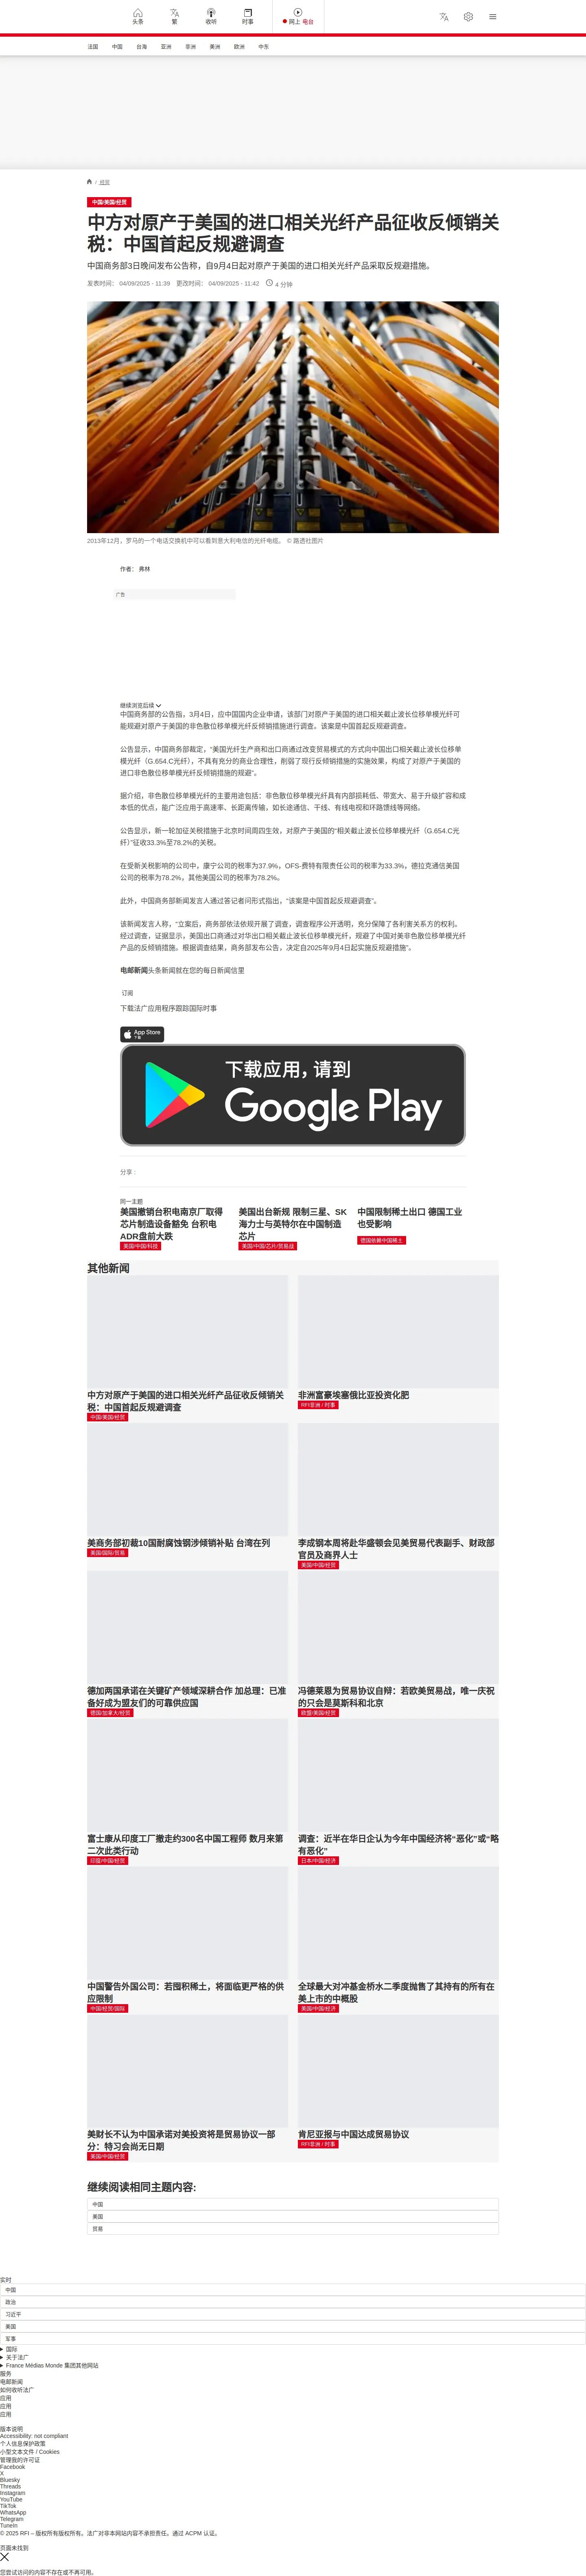 头条
繁
收听
时事
网上 电台
法国 中国 台海 亚洲 非洲 美洲 欧洲 中东
/ 经贸
中国/美国/经贸
中方对原产于美国的进口相关光纤产品征收反倾销关
税：中国首起反规避调查
中国商务部3日晚间发布公告称，自9月4日起对原产于美国的进口相关光纤产品采取反规避措施。
发表时间： 04/09/2025 - 11:39 更改时间： 04/09/2025 - 11:42 4 分钟
2013年12月，罗马的一个电话交换机中可以看到意大利电信的光纤电缆。 © 路透社图片
作者： 弗林
广告
继续浏览后续
中国商务部的公告指，3月4日，应中国国内企业申请，该部门对原产于美国的进口相关截止波长位移单模光纤可
能规避对原产于美国的非色散位移单模光纤反倾销措施进行调查。该案是中国首起反规避调查。
公告显示，中国商务部裁定，“美国光纤生产商和出口商通过改变贸易模式的方式向中国出口相关截止波长位移单
模光纤（G.654.C光纤），不具有充分的商业合理性，削弱了现行反倾销措施的实施效果，构成了对原产于美国的
进口非色散位移单模光纤反倾销措施的规避”。
据介绍，非色散位移单模光纤的主要用途包括：非色散位移单模光纤具有内部损耗低、带宽大、易于升级扩容和成
本低的优点，能广泛应用于高速率、长距离传输，如长途通信、干线、有线电视和环路馈线等网络。
公告显示，新一轮加征关税措施于北京时间周四生效，对原产于美国的“相关截止波长位移单模光纤（G.654.C光
纤）”征收33.3%至78.2%的关税。
在受新关税影响的公司中，康宁公司的税率为37.9%，OFS-费特有限责任公司的税率为33.3%，德拉克通信美国
公司的税率为78.2%，其他美国公司的税率为78.2%。
此外，中国商务部新闻发言人通过答记者问形式指出，“该案是中国首起反规避调查”。
该新闻发言人称，“立案后，商务部依法依规开展了调查，调查程序公开透明，充分保障了各利害关系方的权利。
经过调查，证据显示，美国出口商通过对华出口相关截止波长位移单模光纤，规避了中国对美非色散位移单模光纤
产品的反倾销措施。根据调查结果，商务部发布公告，决定自2025年9月4日起实施反规避措施”。
电邮新闻头条新闻就在您的每日新闻信里
订阅
下载法广应用程序跟踪国际时事
App Store
下载
下载应用，请到
Google Play
分享 :
同一主题
美国撤销台积电南京厂取得
芯片制造设备豁免 台积电
ADR盘前大跌
美国/中国/科技
美国出台新规 限制三星、SK
海力士与英特尔在中国制造
芯片
美国/中国/芯片/贸易战
中国限制稀土出口 德国工业
也受影响
德国依赖中国稀土
其他新闻
中方对原产于美国的进口相关光纤产品征收反倾销关
税：中国首起反规避调查
中国/美国/经贸
非洲富豪埃塞俄比亚投资化肥
RFI非洲 / 时事
美商务部初裁10国耐腐蚀钢涉倾销补贴 台湾在列
美国/国际/贸易
李成钢本周将赴华盛顿会见美贸易代表副手、财政部
官员及商界人士
美国/中国/经贸
德加两国承诺在关键矿产领域深耕合作 加总理：已准
备好成为盟友们的可靠供应国
德国/加拿大/经贸
冯德莱恩为贸易协议自辩：若欧美贸易战，唯一庆祝
的只会是莫斯科和北京
欧盟/美国/经贸
富士康从印度工厂撤走约300名中国工程师 数月来第
二次此类行动
印度/中国/经贸
调查：近半在华日企认为今年中国经济将“恶化”或“略
有恶化”
日本/中国/经济
中国警告外国公司：若囤积稀土，将面临更严格的供
应限制
中国/经贸/国际
全球最大对冲基金桥水二季度抛售了其持有的所有在
美上市的中概股
美国/中国/经济
美财长不认为中国承诺对美投资将是贸易协议一部
分：特习会尚无日期
美国/中国/经贸
肯尼亚报与中国达成贸易协议
RFI非洲 / 时事
继续阅读相同主题内容:
中国
美国
贸易
实时
中国
政治
习近平
美国
军事
国际
关于法广
France Médias Monde 集团其他网站
服务
电邮新闻
如何收听法广
应用
应用
应用
版本说明
Accessibility: not compliant
个人信息保护政策
小型文本文件 / Cookies
管理我的许可证
Facebook
X
Bluesky
Threads
Instagram
YouTube
TikTok
WhatsApp
Telegram
TuneIn
© 2025 RFI – 版权所有版权所有。法广对非本网站内容不承担责任。通过 ACPM 认证。
页面未找到
您尝试访问的内容不存在或不再可用。